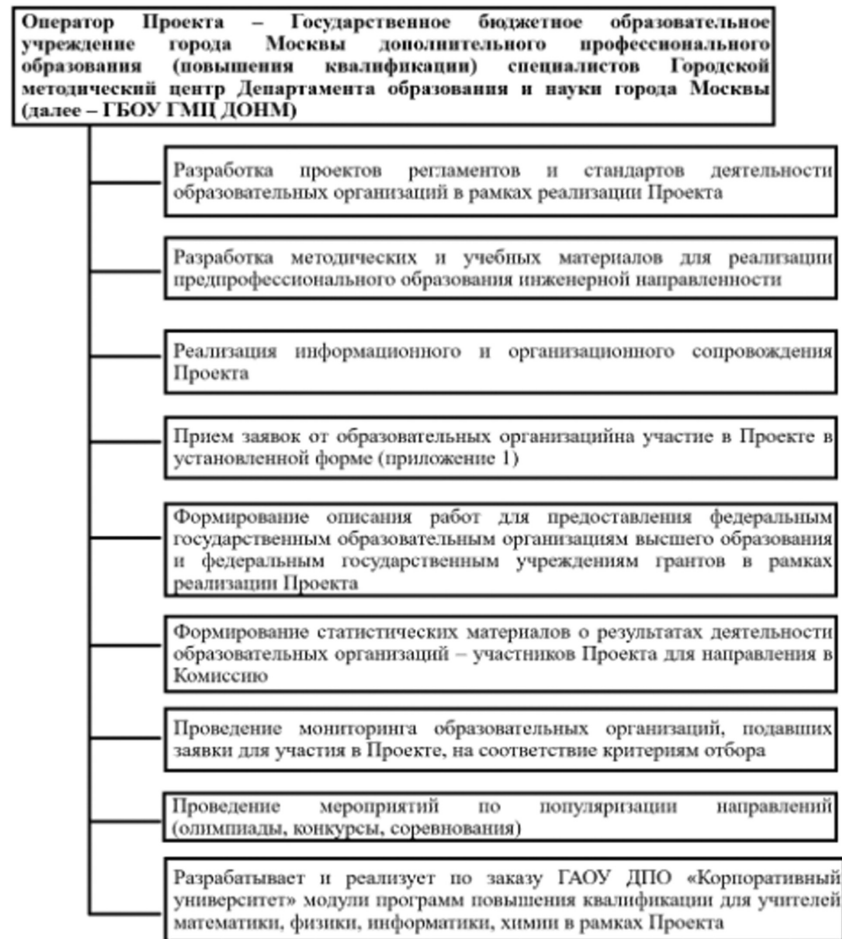 Оператор Проекта – Государственное бюджетное образовательное
учреждение города Москвы дополнительного профессионального
образования (повышения квалификации) специалистов Городской
методический центр Департамента образования и науки города Москвы
(далее – ГБОУ ГМЦ ДОНМ)
Разработка проектов регламентов и стандартов деятельности
образовательных организаций в рамках реализации Проекта
Разработка методических и учебных материалов для реализации
предпрофессионального образования инженерной направленности
Реализация информационного и организационного сопровождения
Проекта
Прием заявок от образовательных организацийна участие в Проекте в
установленной форме (приложение 1)
Формирование описания работ для предоставления федеральным
государственным образовательным организациям высшего образования
и федеральным государственным учреждениям грантов в рамках
реализации Проекта
Формирование статистических материалов о результатах деятельности
образовательных организаций – участников Проекта для направления в
Комиссию
Проведение мониторинга образовательных организаций, подавших
заявки для участия в Проекте, на соответствие критериям отбора
Проведение мероприятий по популяризации направлений
(олимпиады, конкурсы, соревнования)
Разрабатывает и реализует по заказу ГАОУ ДПО «Корпоративный
университет» модули программ повышения квалификации для учителей
математики, физики, информатики, химии в рамках Проекта